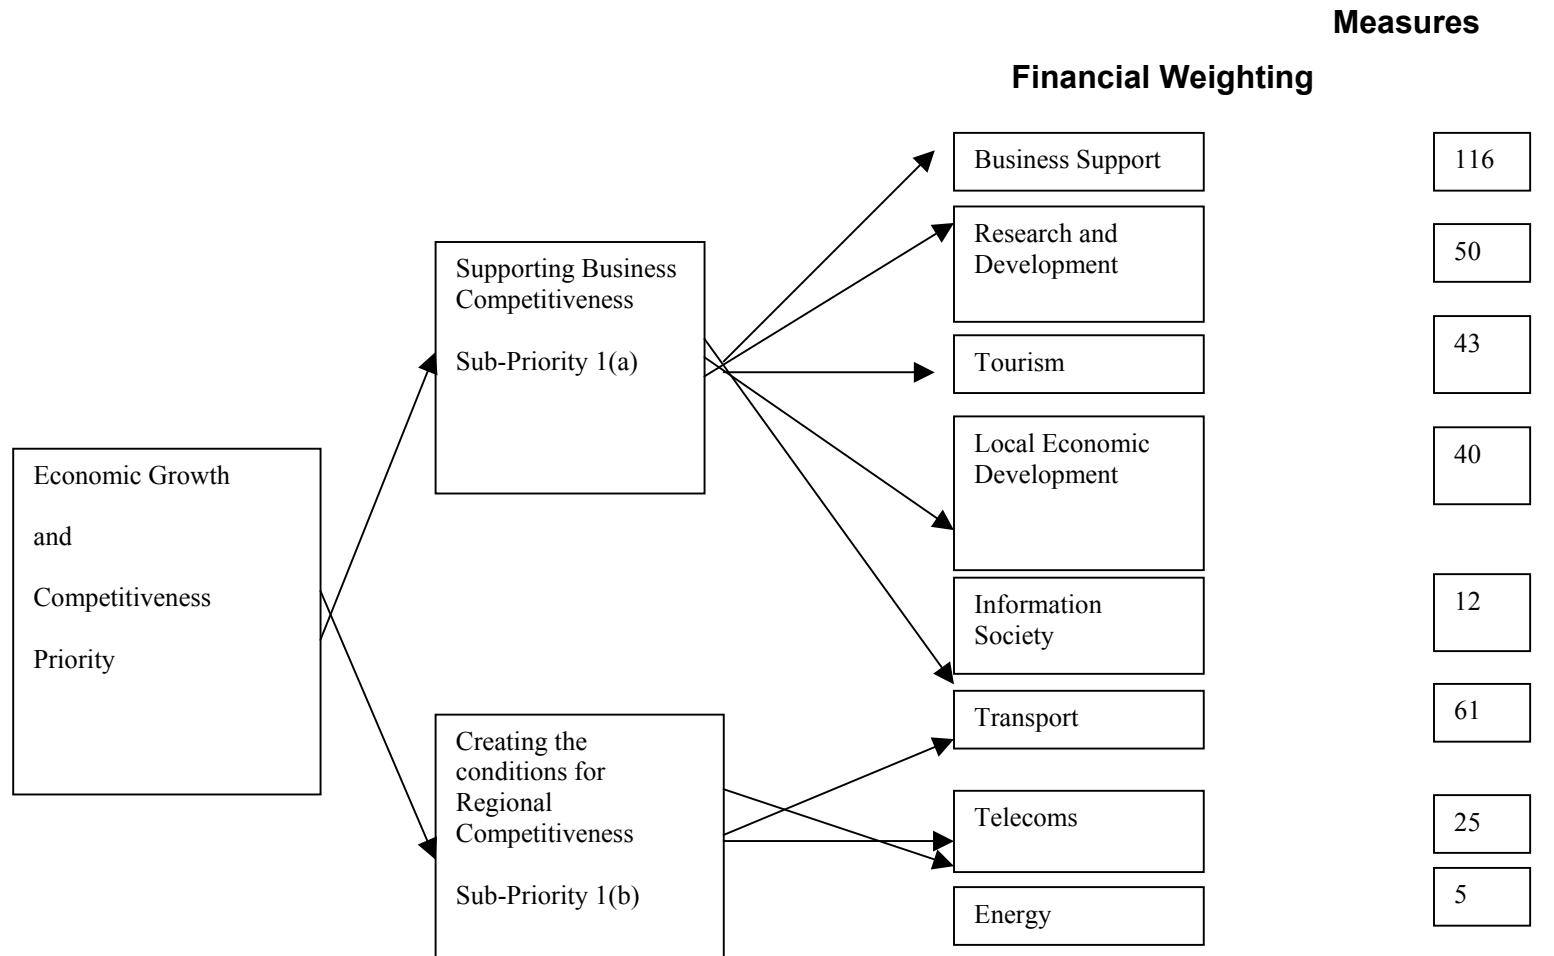 Measures
Financial Weighting
Business Support
116
Research and
Development
50
Supporting Business
Competitiveness
Sub-Priority 1(a)
Tourism
43
Local Economic
Development
40
Economic Growth
and
Competitiveness
Priority
Information
Society
12
Transport
61
Creating the
conditions for
Regional
Competitiveness
Sub-Priority 1(b)
Telecoms
25
Energy
5